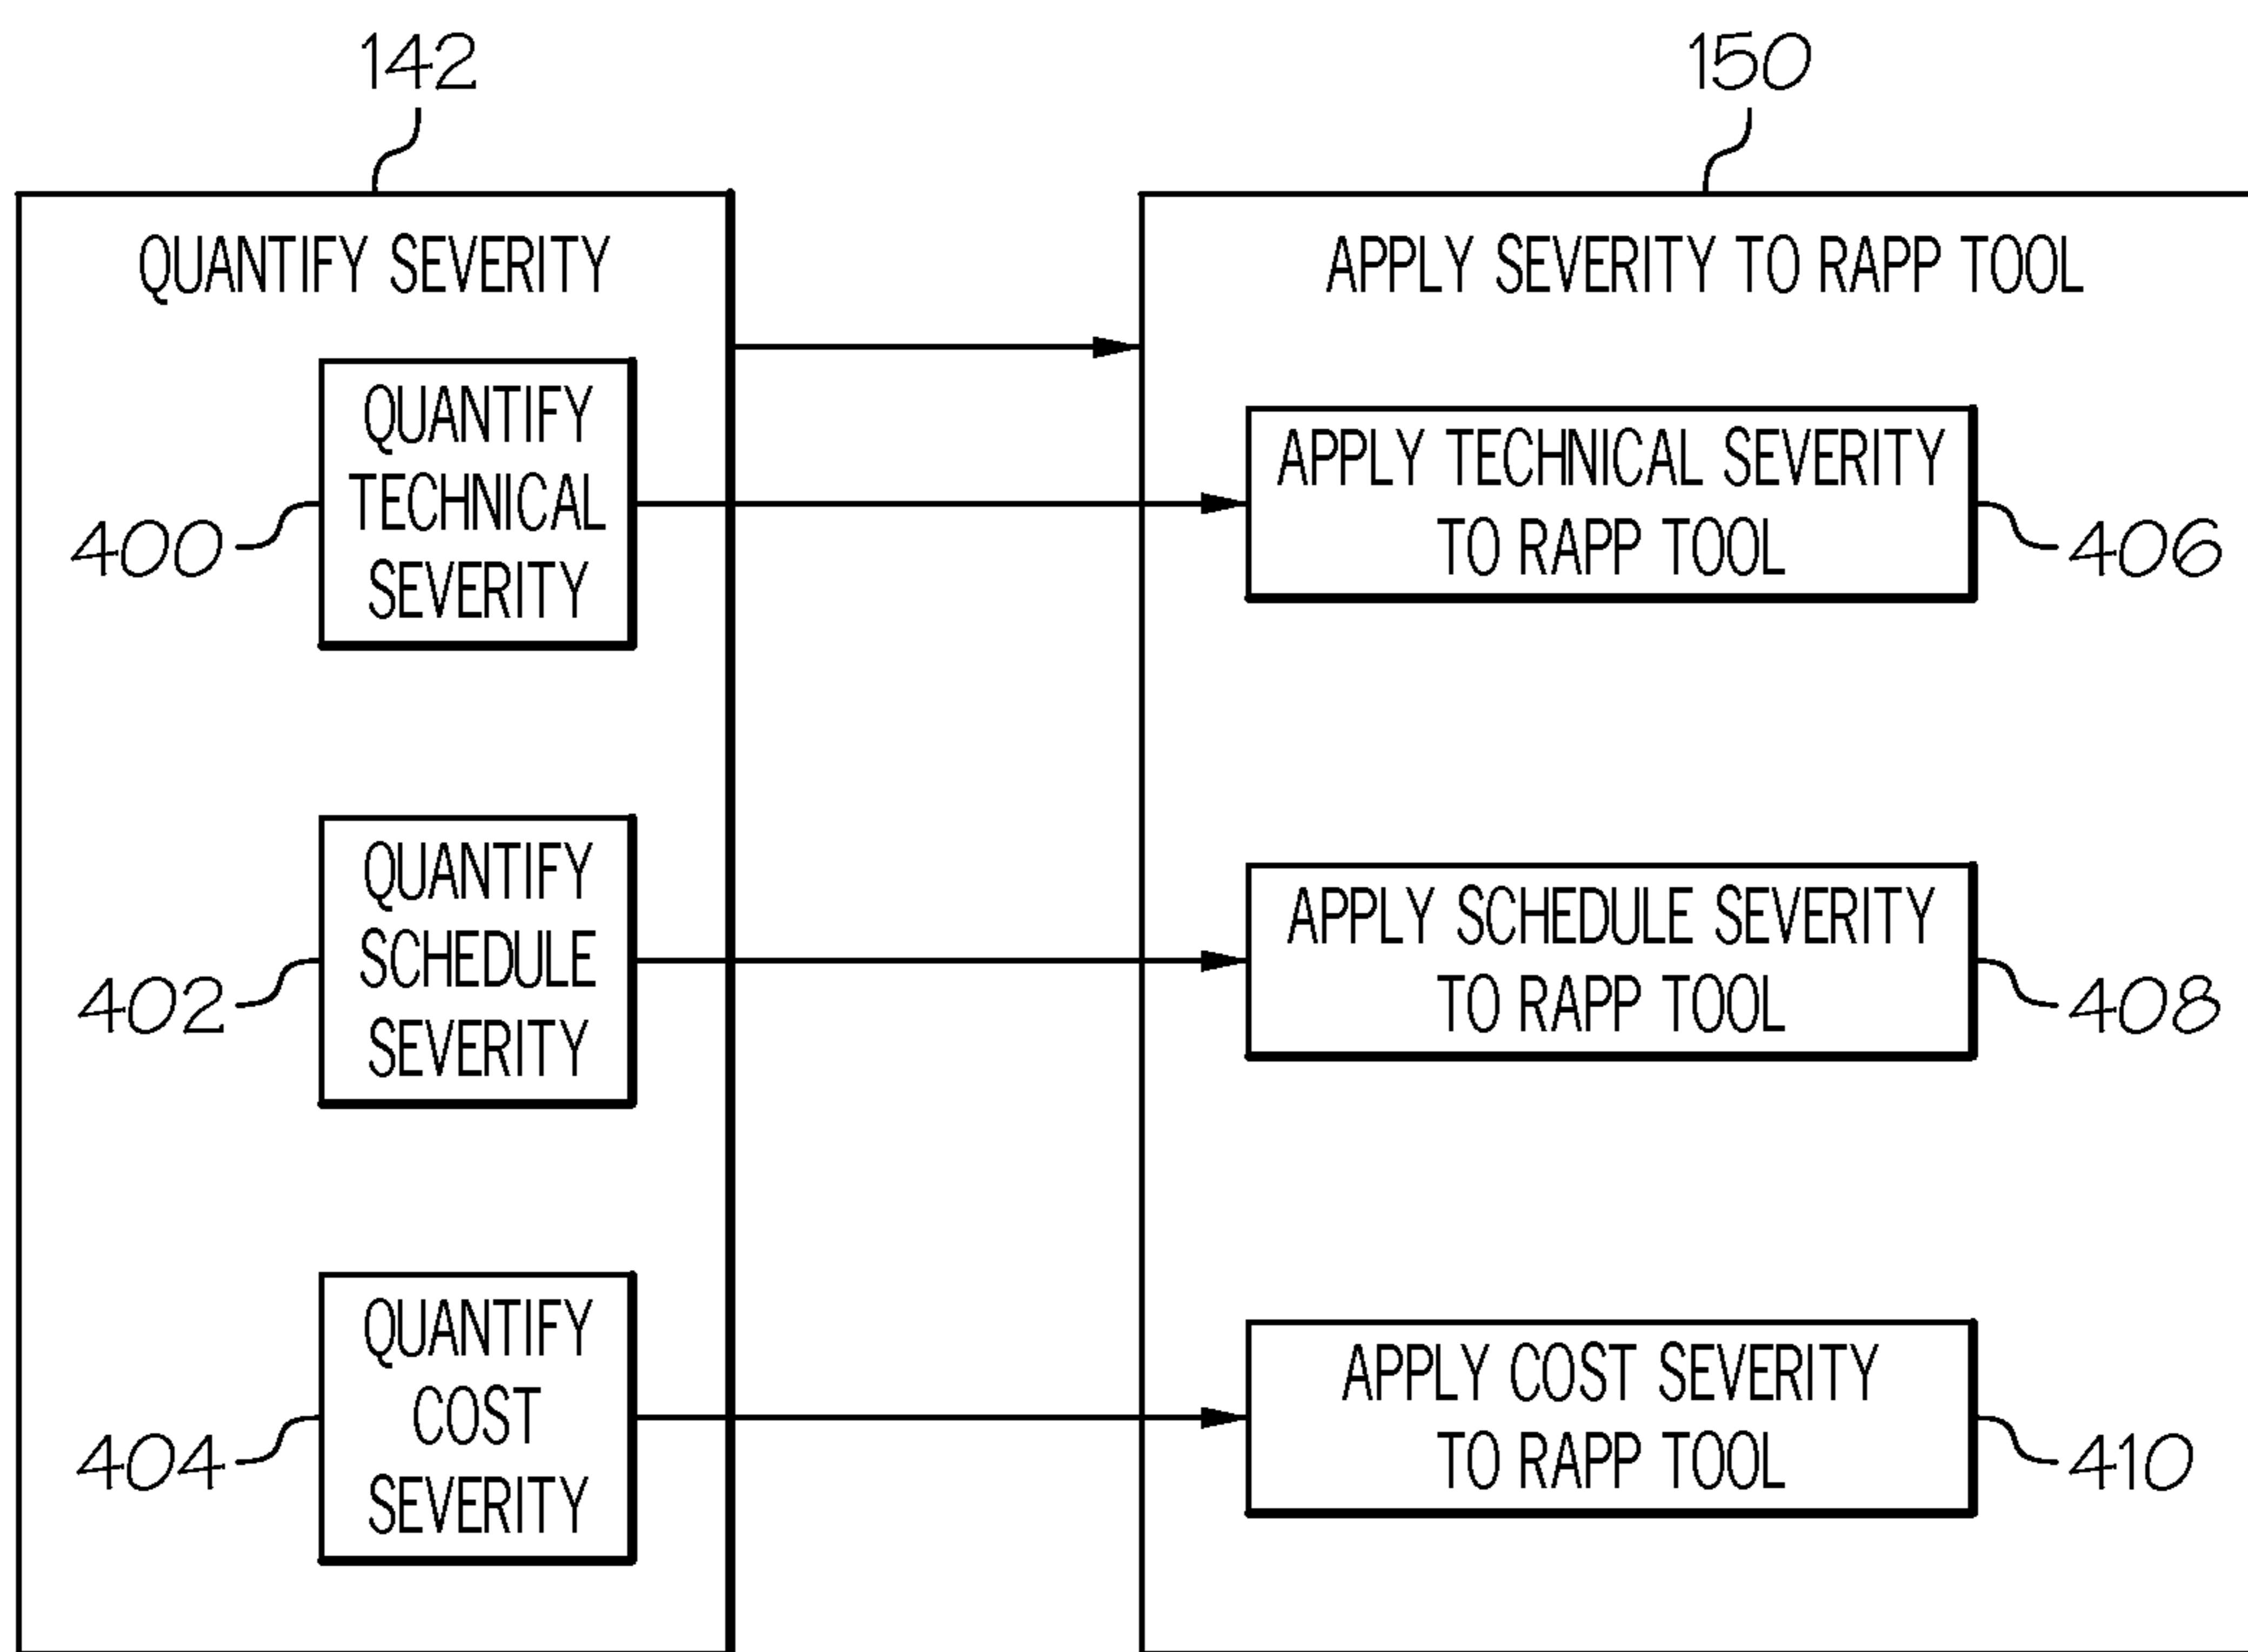 142
150
QUANTIFY SEVERITY
APPLY SEVERITY TO RAPP TOOL
QUANTIFY
TECHNICAL
SEVERITY
400
APPLY TECHNICAL SEVERITY
TO RAPP TOOL
406
QUANTIFY
SCHEDULE
SEVERITY
402
APPLY SCHEDULE SEVERITY
TO RAPP TOOL
408
QUANTIFY
COST
SEVERITY
404
APPLY COST SEVERITY
TO RAPP TOOL
410